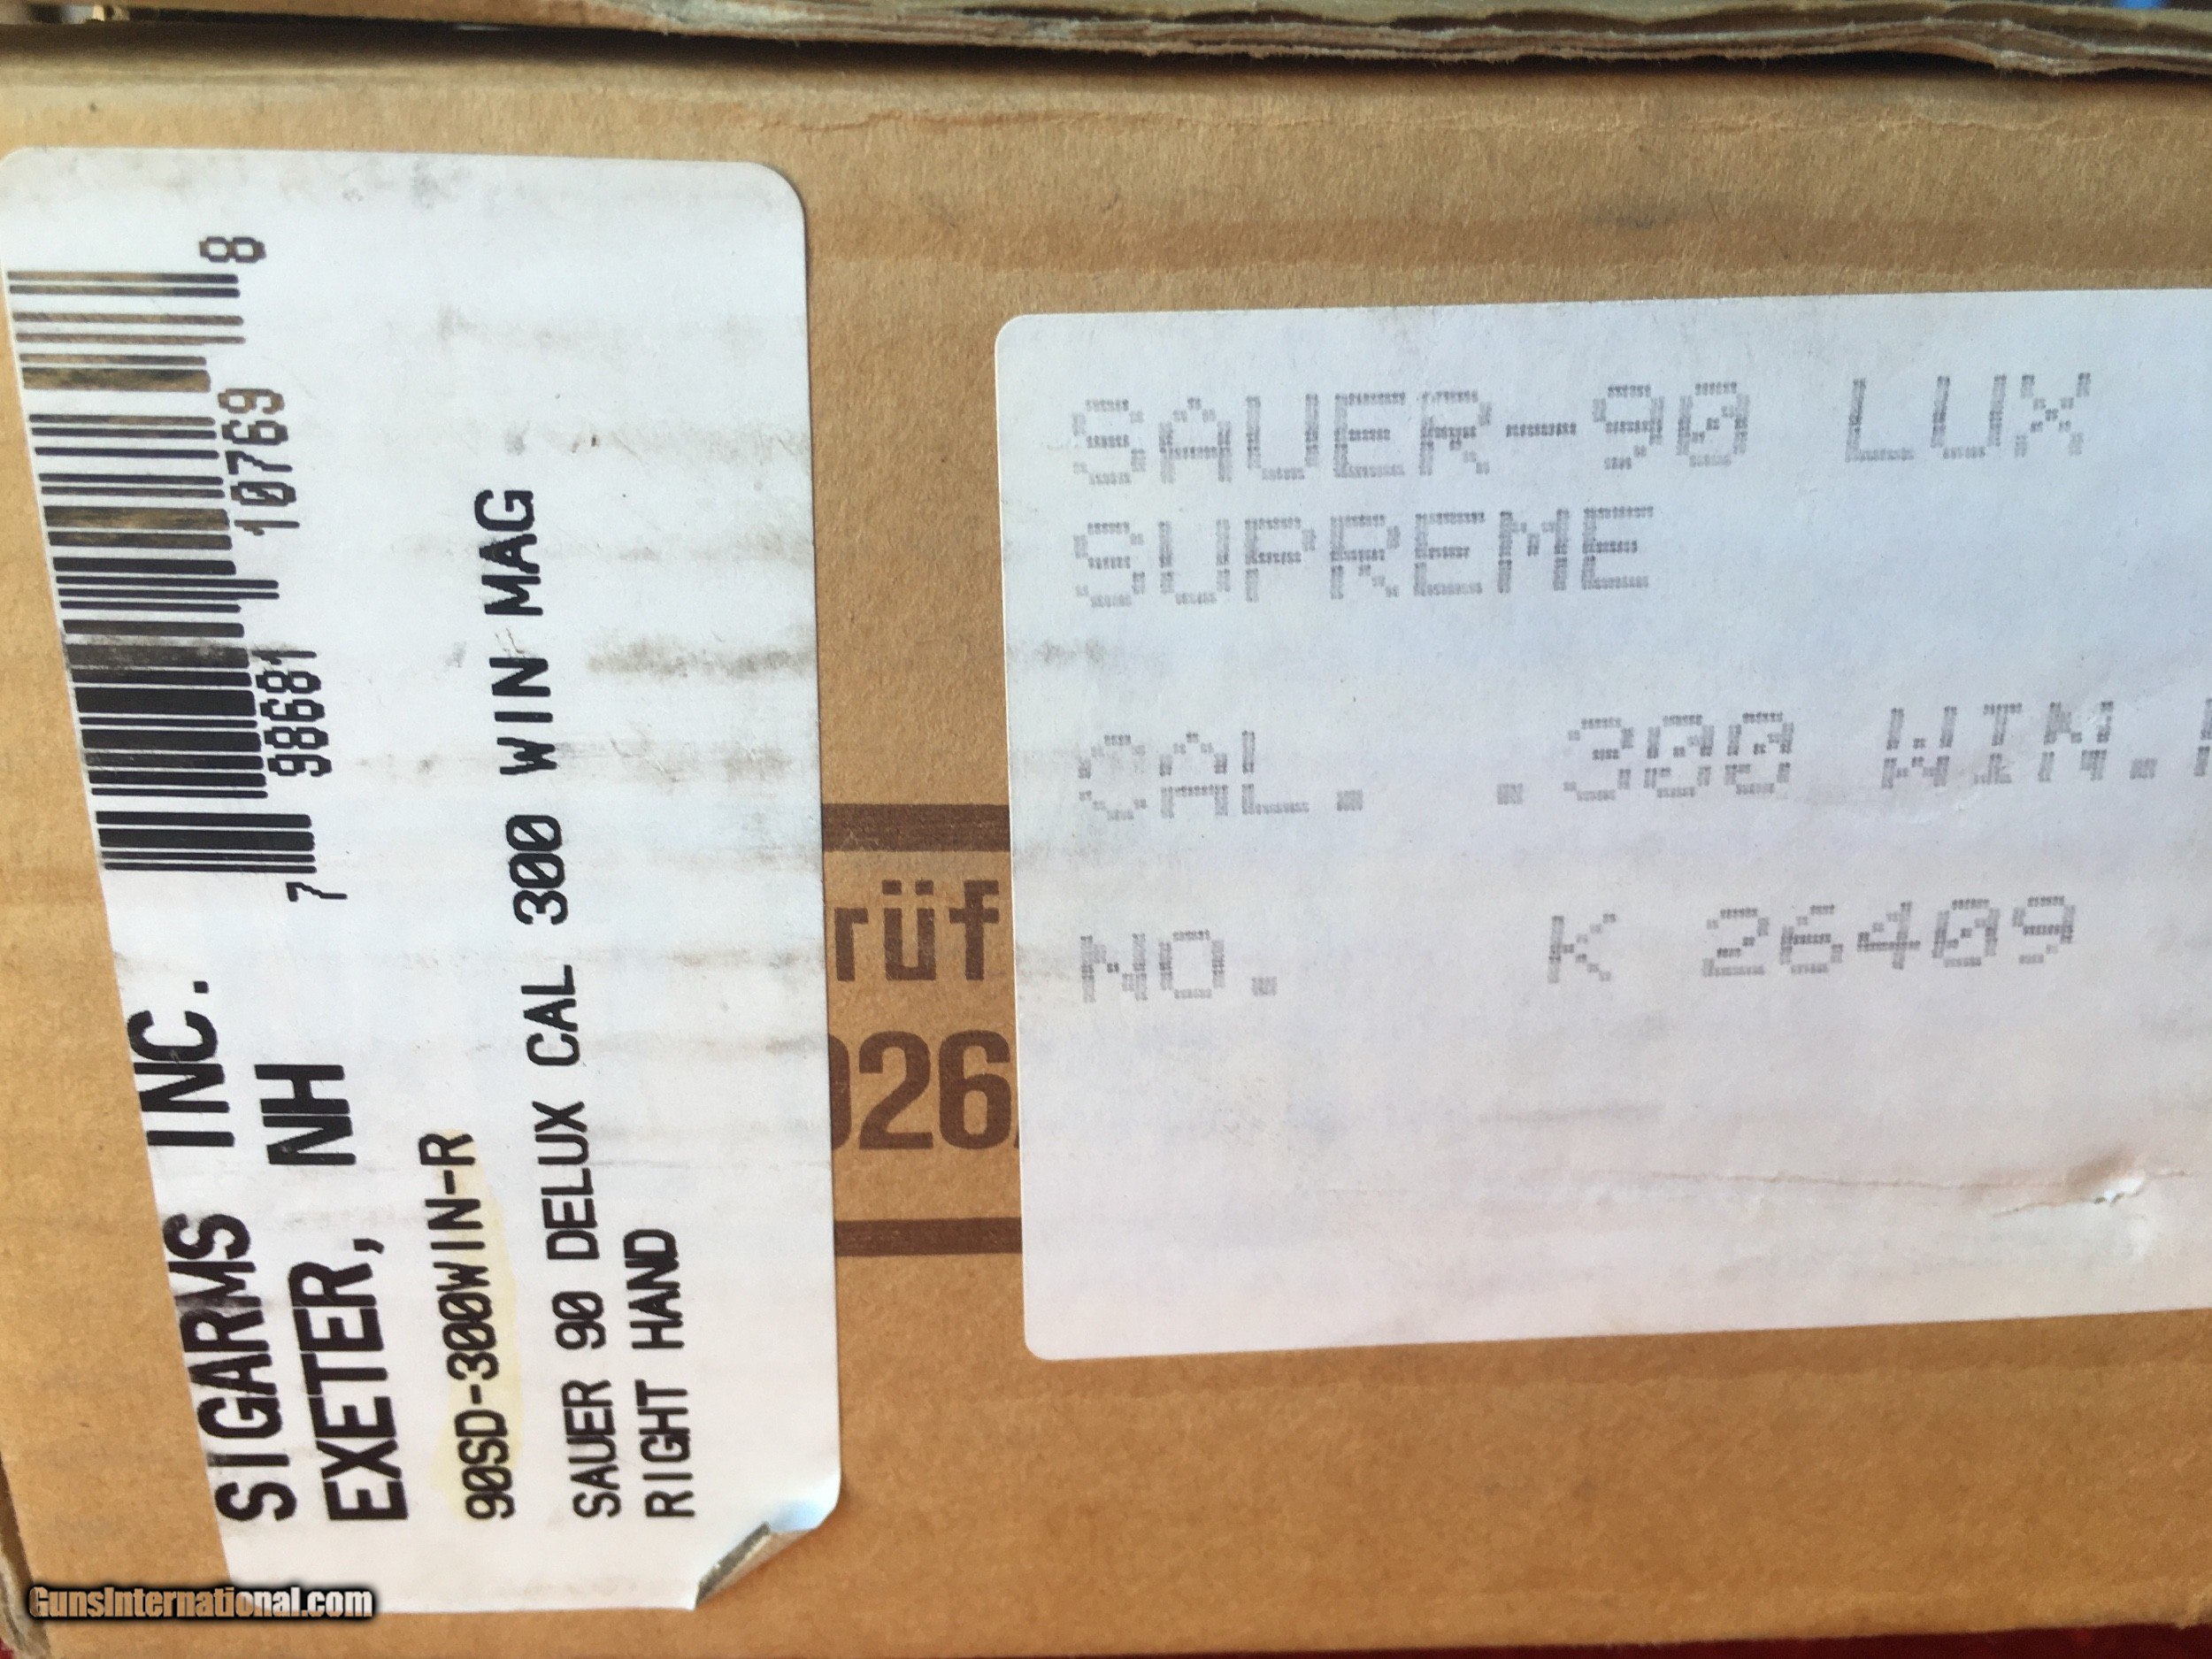 SIGARMS INC.
EXETER, NH
7 98681 10769 8
90SD-300WIN-R
SAUER 90 DELUX CAL 300 WIN MAG
RIGHT HAND
SAUER-90 LUX
SUPREME
CAL. .300 WIN.
NO. K 26409
rüf
026
GunsInternational.com